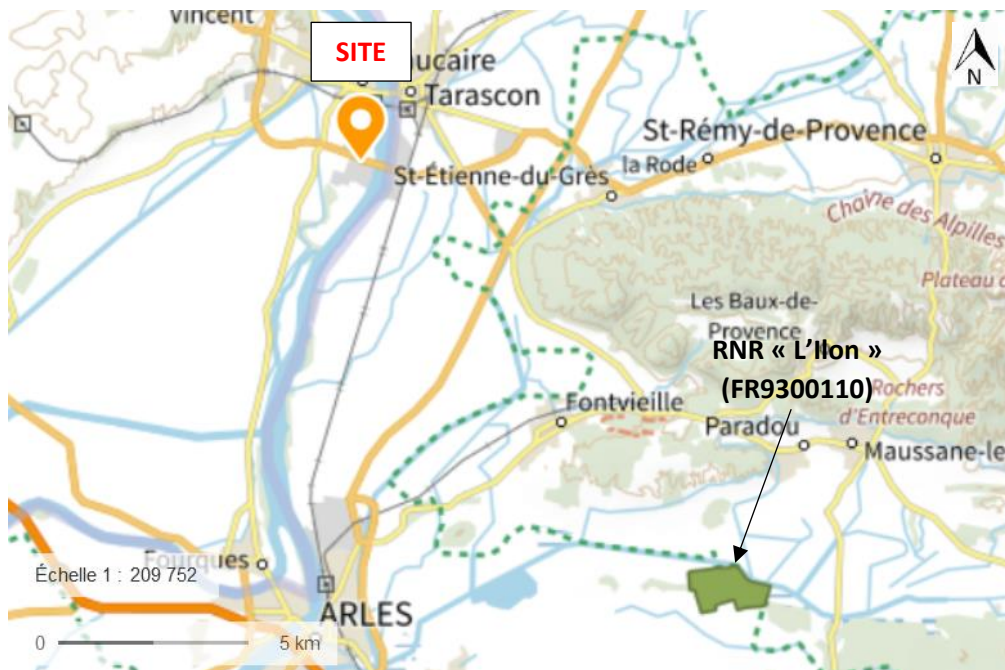 Vincent
SITE
ucaire
Tarascon
N
St-Rémy-de-Provence
la Rode
St-Étienne-du-Grès
Chaîne des Alpilles
Plateau
Les Baux-de-
Provence
RNR « L'Ilon »
(FR9300110)
Rochers
d'Entreconque
Fontvieille
Paradou
Maussane-le
Fourques
Échelle 1 : 209 752
ARLES
0
5 km